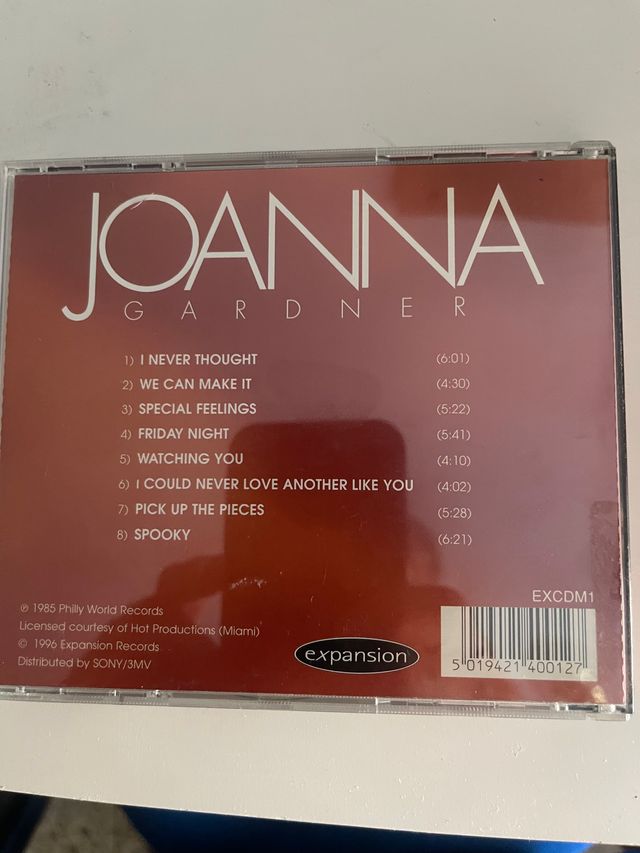 JOANNA
GARDNER
1) I NEVER THOUGHT (6:01)
2) WE CAN MAKE IT (4:30)
3) SPECIAL FEELINGS (5:22)
4) FRIDAY NIGHT (5:41)
5) WATCHING YOU (4:10)
6) I COULD NEVER LOVE ANOTHER LIKE YOU (4:02)
7) PICK UP THE PIECES (5:28)
8) SPOOKY (6:21)
℗ 1985 Philly World Records
Licensed courtesy of Hot Productions (Miami)
© 1996 Expansion Records
Distributed by SONY/3MV
expansion
EXCDM1
5 019421 400127